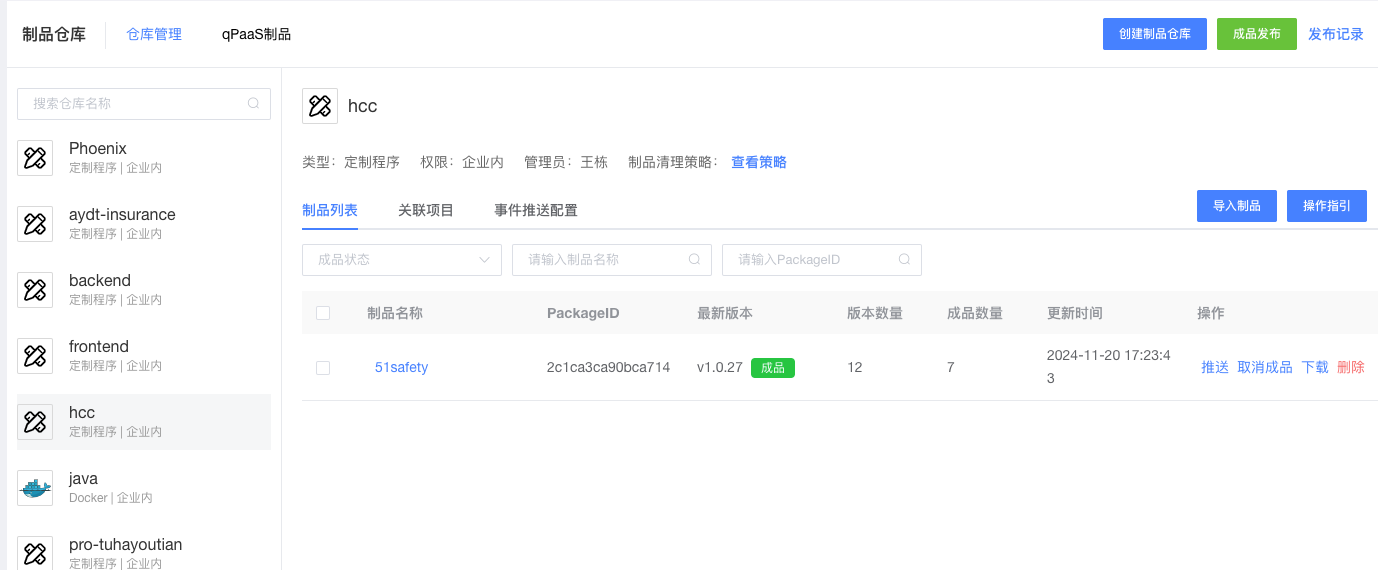 制品仓库 仓库管理 qPaaS制品 创建制品仓库 成品发布 发布记录
搜索仓库名称
Phoenix
定制程序 | 企业内
aydt-insurance
定制程序 | 企业内
backend
定制程序 | 企业内
frontend
定制程序 | 企业内
hcc
定制程序 | 企业内
java
Docker | 企业内
pro-tuhayoutian
定制程序 | 企业内
hcc
类型：定制程序 权限：企业内 管理员：王栋 制品清理策略： 查看策略
制品列表 关联项目 事件推送配置 导入制品 操作指引
成品状态 请输入制品名称 请输入PackageID
制品名称 PackageID 最新版本 版本数量 成品数量 更新时间 操作
51safety 2c1ca3ca90bca714 v1.0.27 成品 12 7 2024-11-20 17:23:4 推送 取消成品 下载 删除
3